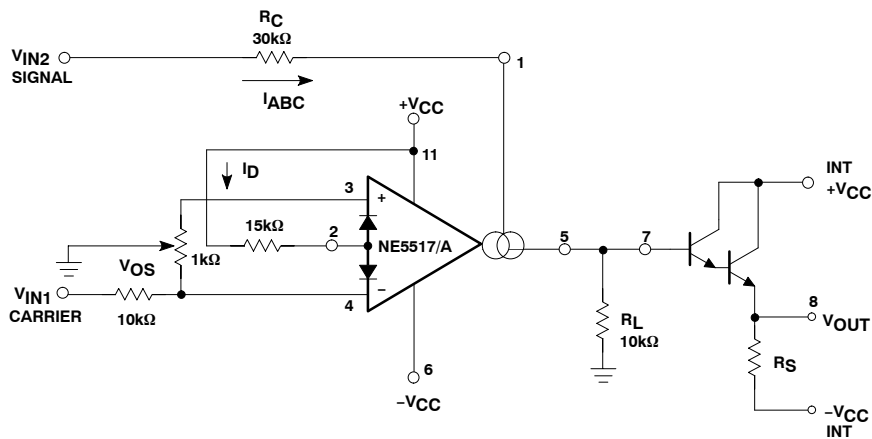 RC
30kΩ
VIN2
SIGNAL
1
IABC
+VCC
11
ID
INT
+VCC
3
+
15kΩ
2
NE5517/A
5
7
VOS
1kΩ
VIN1
CARRIER
10kΩ
4
−
RL
10kΩ
8
VOUT
RS
6
−VCC
−VCC
INT